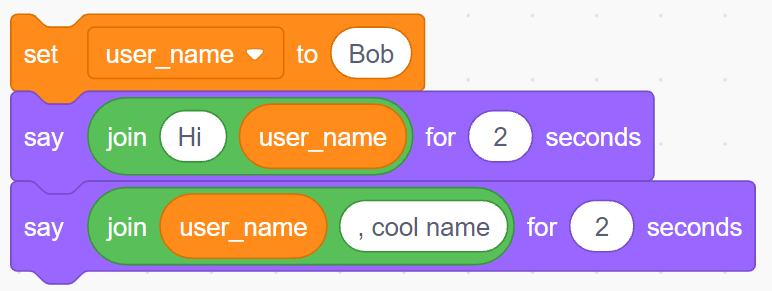 set user_name to Bob
say join Hi user_name for 2 seconds
say join user_name , cool name for 2 seconds